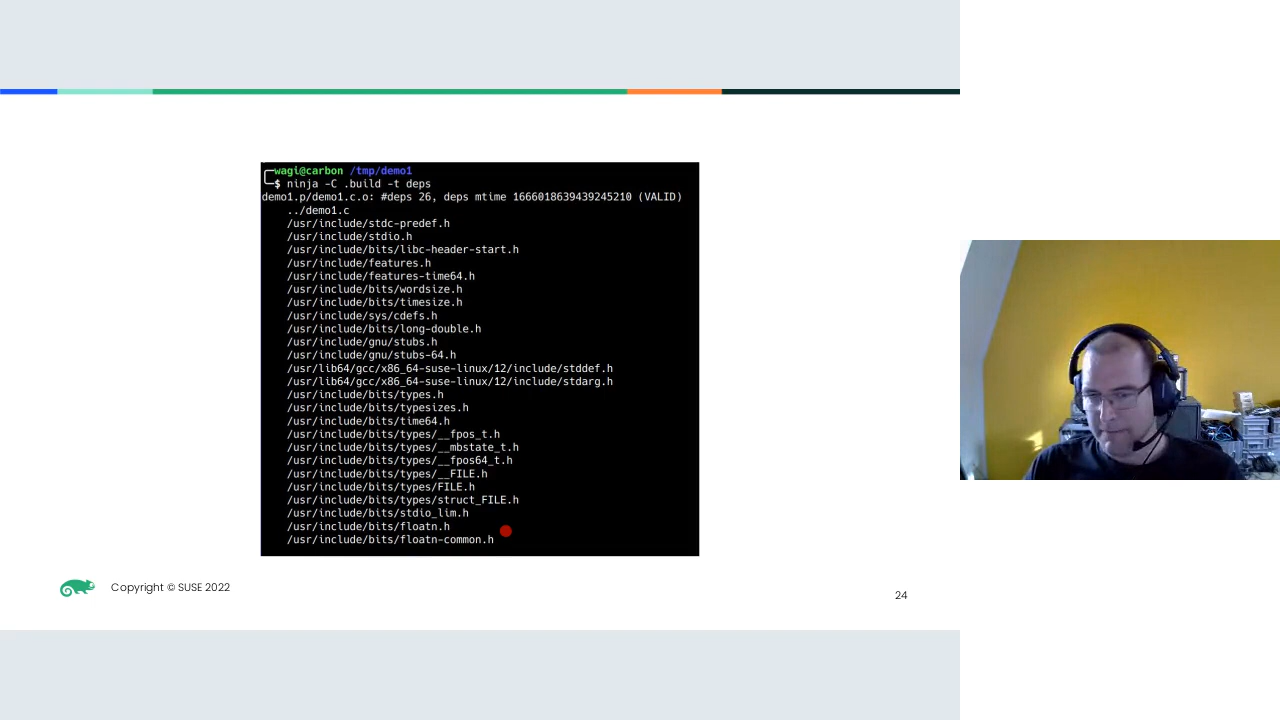 wagi@carbon /tmp/demo1
$ ninja -C .build -t deps
demo1.p/demo1.c.o: #deps 26, deps mtime 1666018639439245210 (VALID)
../demo1.c
/usr/include/stdc-predef.h
/usr/include/stdio.h
/usr/include/bits/libc-header-start.h
/usr/include/features.h
/usr/include/features-time64.h
/usr/include/bits/wordsize.h
/usr/include/bits/timesize.h
/usr/include/sys/cdefs.h
/usr/include/bits/long-double.h
/usr/include/gnu/stubs.h
/usr/include/gnu/stubs-64.h
/usr/lib64/gcc/x86_64-suse-linux/12/include/stddef.h
/usr/lib64/gcc/x86_64-suse-linux/12/include/stdarg.h
/usr/include/bits/types.h
/usr/include/bits/typesizes.h
/usr/include/bits/time64.h
/usr/include/bits/types/__fpos_t.h
/usr/include/bits/types/__mbstate_t.h
/usr/include/bits/types/__fpos64_t.h
/usr/include/bits/types/__FILE.h
/usr/include/bits/types/FILE.h
/usr/include/bits/types/struct_FILE.h
/usr/include/bits/stdio_lim.h
/usr/include/bits/floatn.h
/usr/include/bits/floatn-common.h
Copyright © SUSE 2022
24